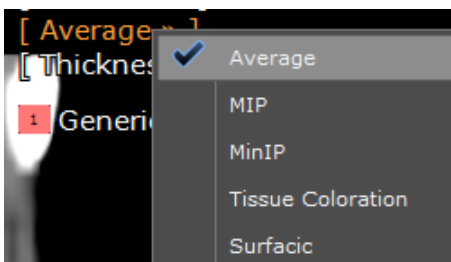 [ Average » ]
[ Thicknes
1 Generi
Average
MIP
MinIP
Tissue Coloration
Surfacic